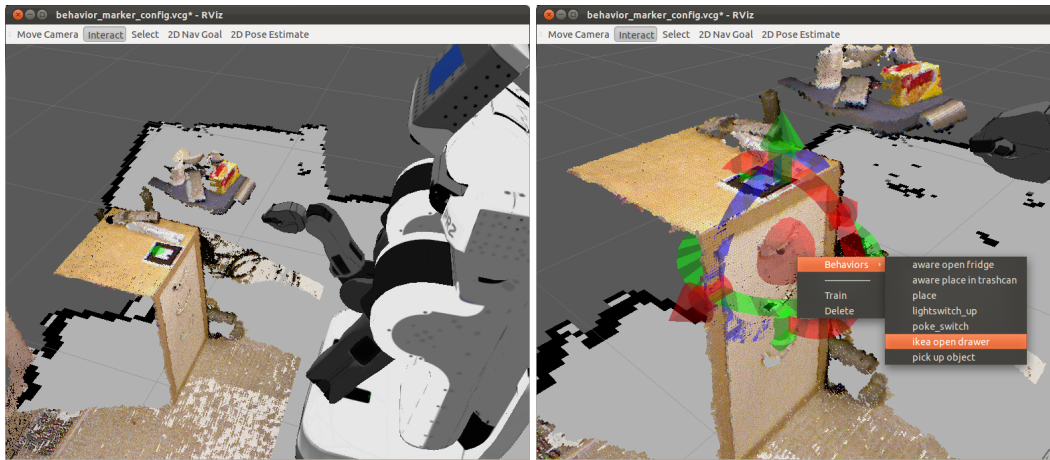 behavior_marker_config.vcg* - RViz
Move Camera Interact Select 2D Nav Goal 2D Pose Estimate
PR2
behavior_marker_config.vcg* - RViz
Move Camera Interact Select 2D Nav Goal 2D Pose Estimate
Behaviors
Train
Delete
aware open fridge
aware place in trashcan
place
lightswitch_up
poke_switch
ikea open drawer
pick up object